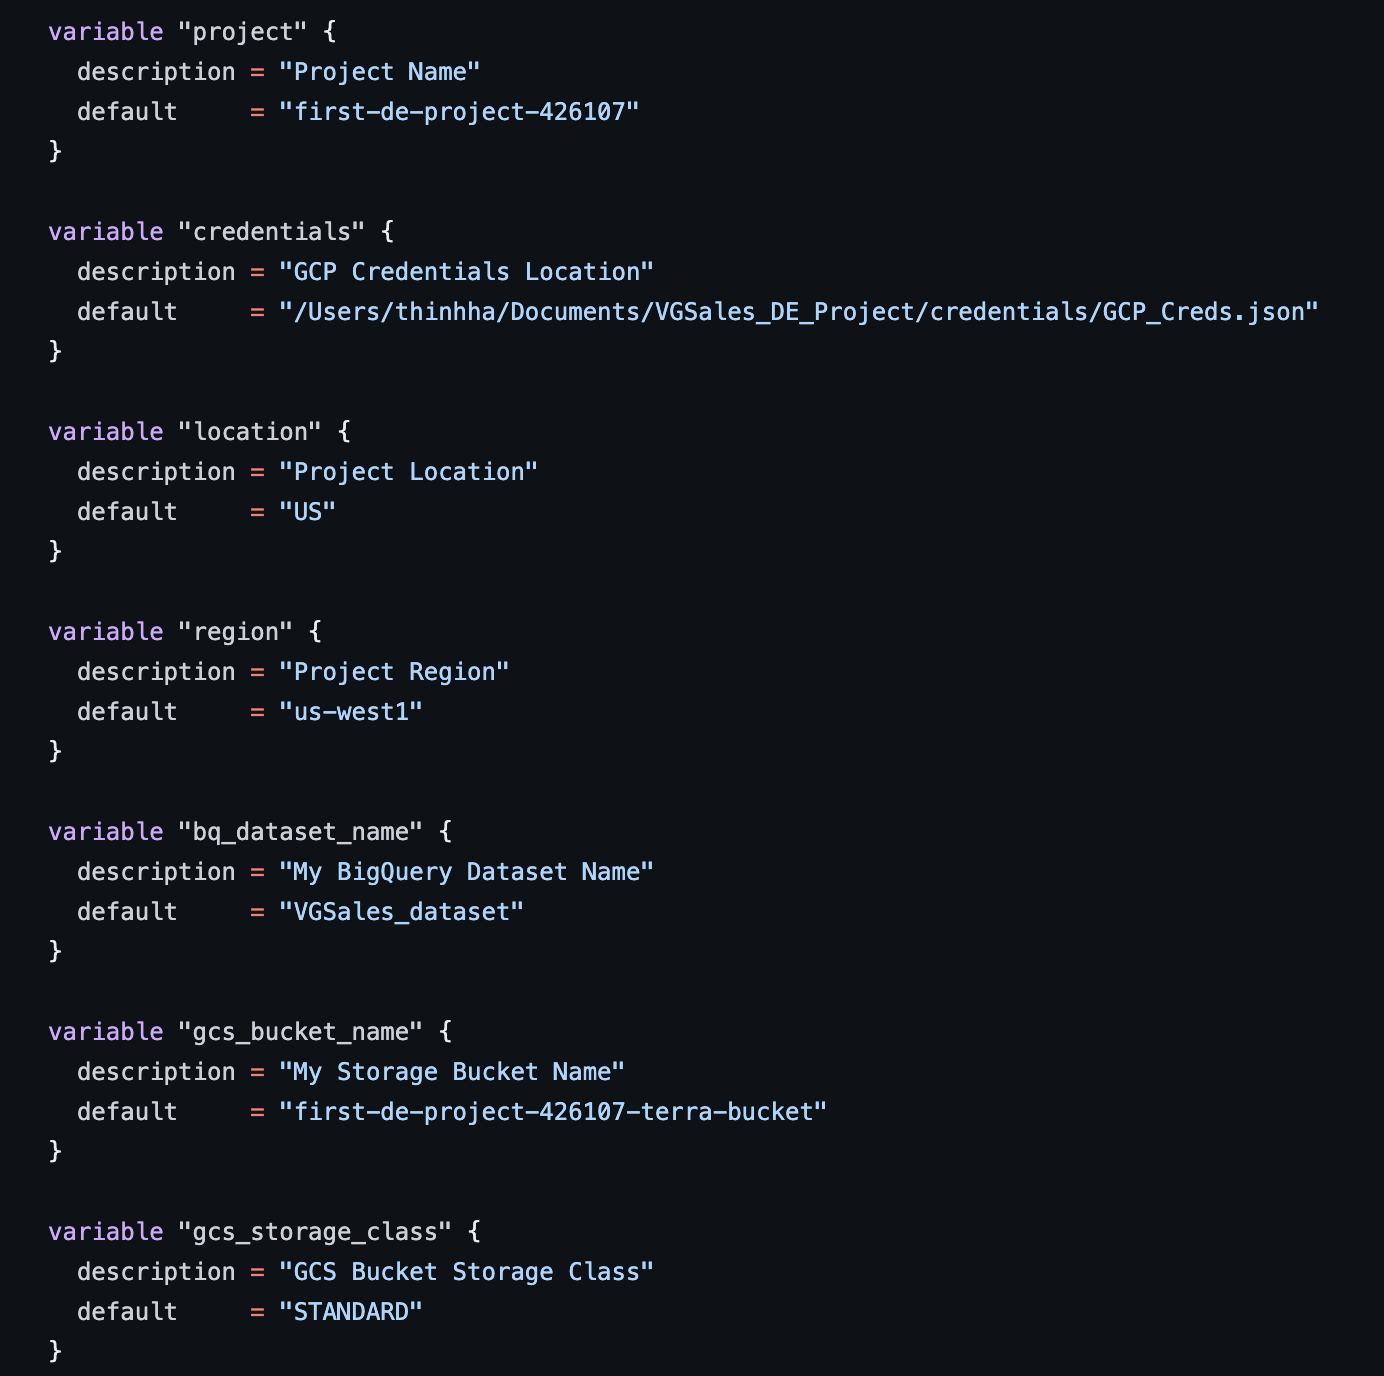 variable "project" {
  description = "Project Name"
  default     = "first-de-project-426107"
}

variable "credentials" {
  description = "GCP Credentials Location"
  default     = "/Users/thinhha/Documents/VGSales_DE_Project/credentials/GCP_Creds.json"
}

variable "location" {
  description = "Project Location"
  default     = "US"
}

variable "region" {
  description = "Project Region"
  default     = "us-west1"
}

variable "bq_dataset_name" {
  description = "My BigQuery Dataset Name"
  default     = "VGSales_dataset"
}

variable "gcs_bucket_name" {
  description = "My Storage Bucket Name"
  default     = "first-de-project-426107-terra-bucket"
}

variable "gcs_storage_class" {
  description = "GCS Bucket Storage Class"
  default     = "STANDARD"
}